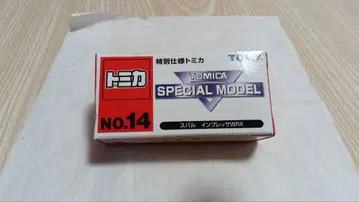 特別仕様トミカ
TOMY
トミカ
TOMICA
SPECIAL MODEL
NO.14
スバル インプレッサWRX